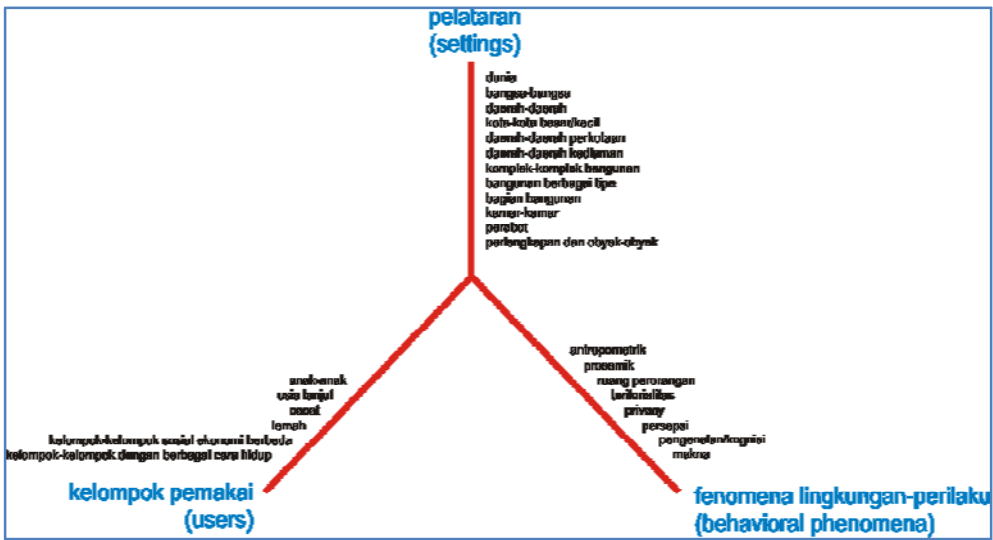 pelataran
(settings)
dunia
bangsa-bangsa
daerah-daerah
kota-kota besar/kecil
daerah-daerah perkotaan
daerah-daerah kediaman
komplek-komplek bangunan
bangunan berbagai tipe
bagian bangunan
kamar-kamar
perabot
perlengkapan dan obyek-obyek
antropometrik
prosemik
ruang perorangan
teritorialitas
privacy
persepsi
pengenalan/kognisi
makna
anak-anak
usia lanjut
cacat
lemah
kelompok-kelompok sosial ekonomi berbeda
kelompok-kelompok dengan berbagai cara hidup
kelompok pemakai
(users)
fenomena lingkungan-perilaku
(behavioral phenomena)